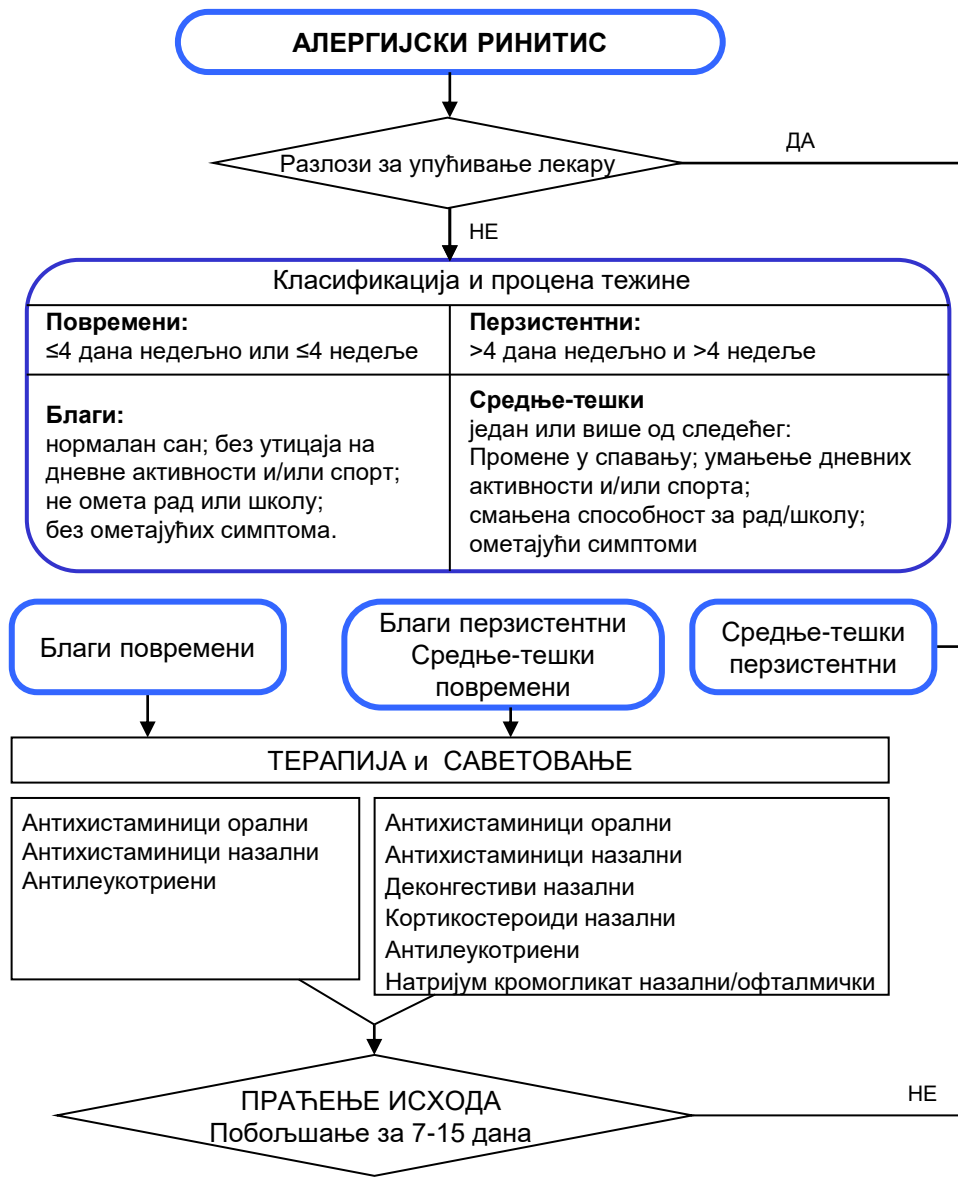 АЛЕРГИЈСКИ РИНИТИС
ДА
Разлози за упућивање лекару
НЕ
Класификација и процена тежине
Повремени:
≤4 дана недељно или ≤4 недеље
Перзистентни:
>4 дана недељно и >4 недеље
Благи:
нормалан сан; без утицаја на
дневне активности и/или спорт;
не омета рад или школу;
без ометајућих симптома.
Средње-тешки
један или више од следећег:
Промене у спавању; умањење дневних
активности и/или спорта;
смањена способност за рад/школу;
ометајући симптоми
Благи повремени
Благи перзистентни
Средње-тешки
повремени
Средње-тешки
перзистентни
ТЕРАПИЈА и САВЕТОВАЊЕ
Антихистаминици орални
Антихистаминици назални
Антилеукотриени
Антихистаминици орални
Антихистаминици назални
Деконгестиви назални
Кортикостероиди назални
Антилеукотриени
Натријум кромогликат назални/офталмички
ПРАЋЕЊЕ ИСХОДА
Побољшање за 7-15 дана
НЕ